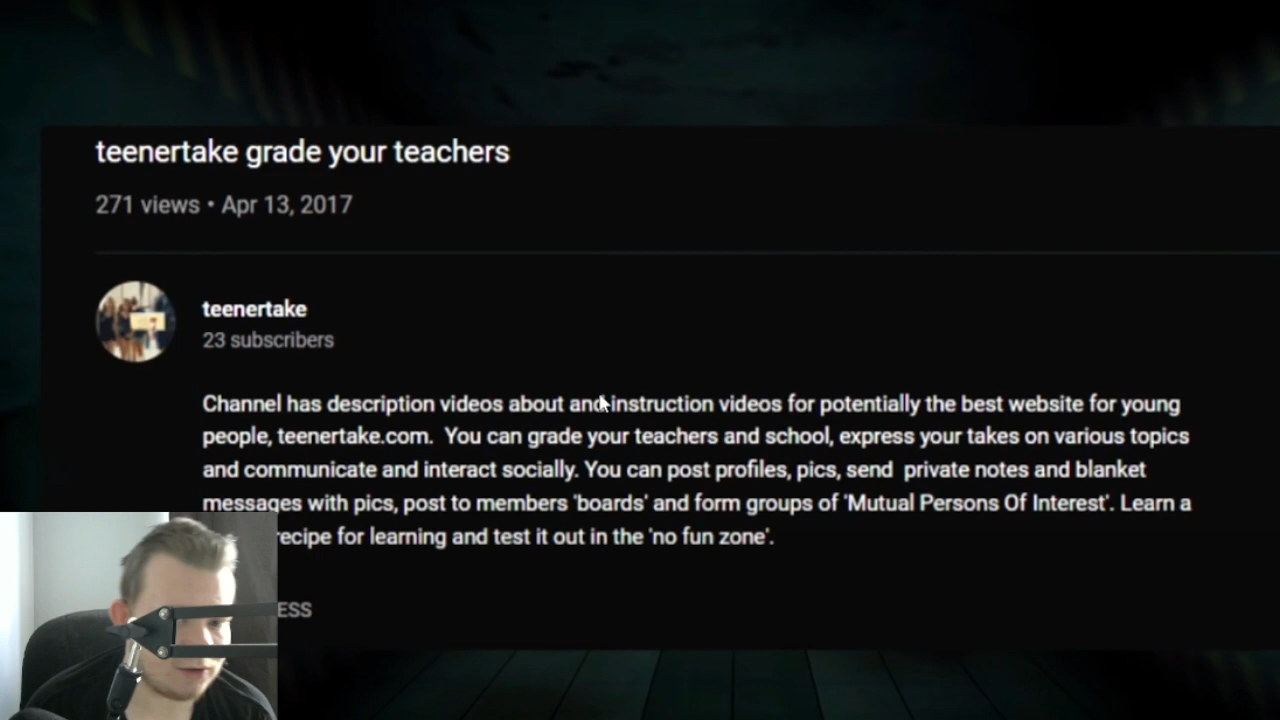 teenertake grade your teachers
271 views • Apr 13, 2017
teenertake
23 subscribers
Channel has description videos about and instruction videos for potentially the best website for young
people, teenertake.com.  You can grade your teachers and school, express your takes on various topics
and communicate and interact socially. You can post profiles, pics, send  private notes and blanket
messages with pics, post to members 'boards' and form groups of 'Mutual Persons Of Interest'. Learn a
recipe for learning and test it out in the 'no fun zone'.
ESS